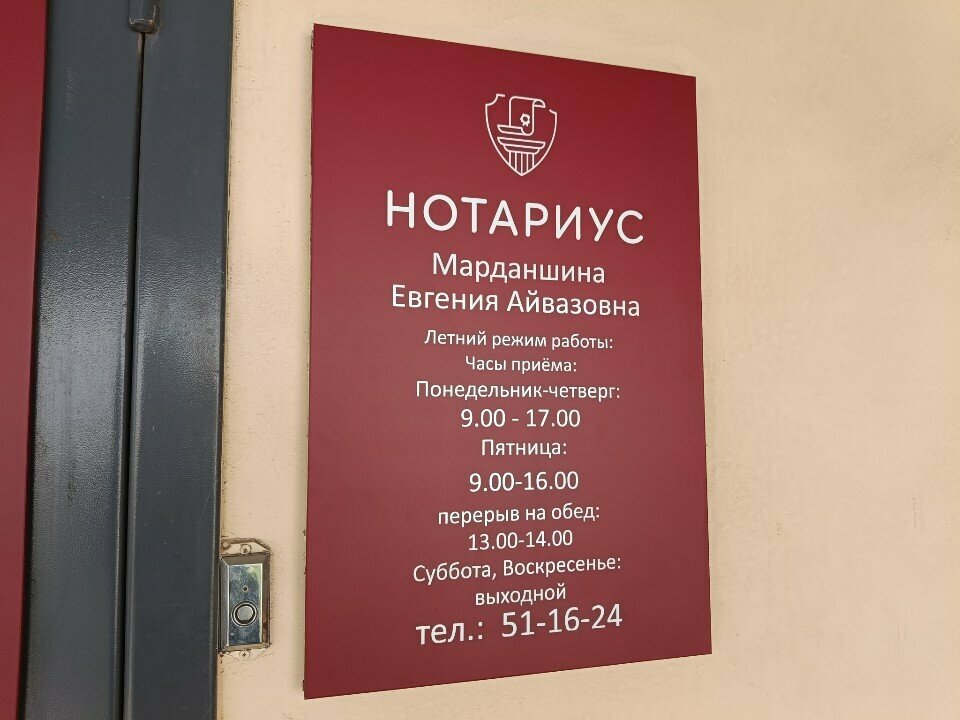 НОТАРИУС
Марданшина
Евгения Айвазовна
Летний режим работы:
Часы приёма:
Понедельник-четверг:
9.00 - 17.00
Пятница:
9.00-16.00
перерыв на обед:
13.00-14.00
Суббота, Воскресенье:
выходной
тел.: 51-16-24